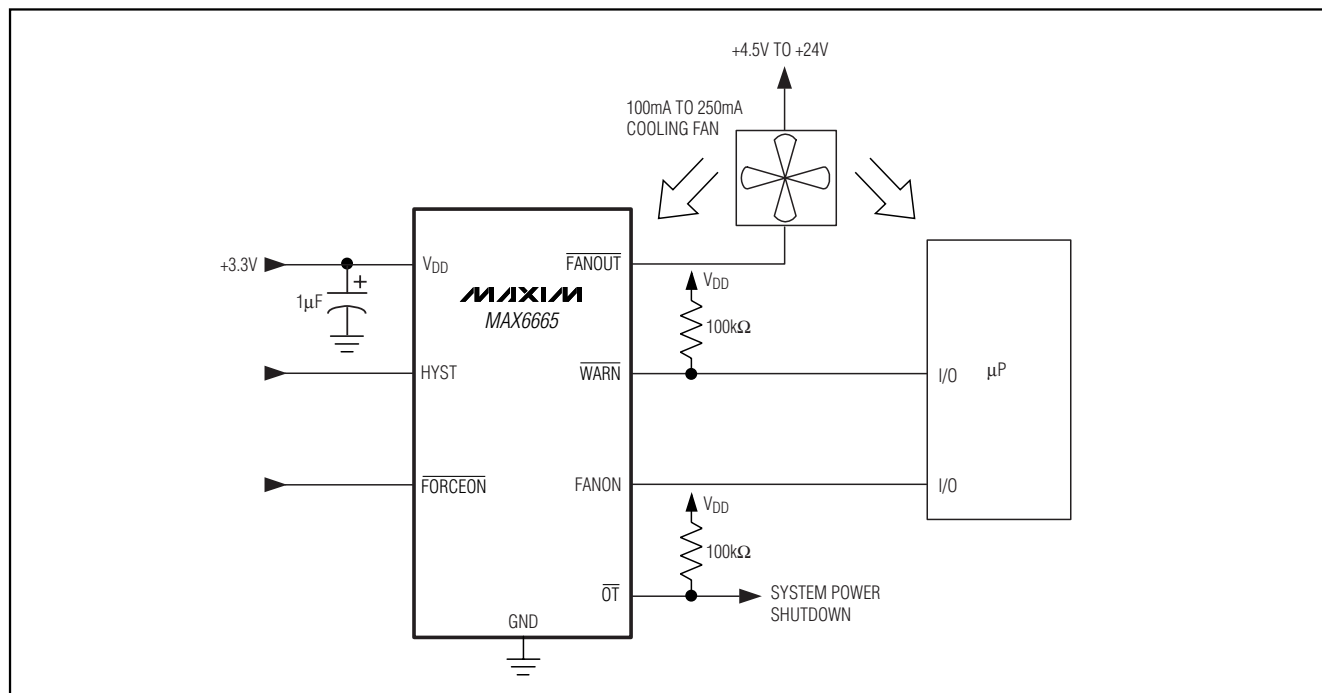 +4.5V TO +24V
100mA TO 250mA
COOLING FAN
+3.3V
1μF
+
VDD
MAXIM
MAX6665
HYST
FORCEON
GND
FANOUT
WARN
FANON
OT
VDD
100kΩ
VDD
100kΩ
SYSTEM POWER
SHUTDOWN
I/O
μP
I/O